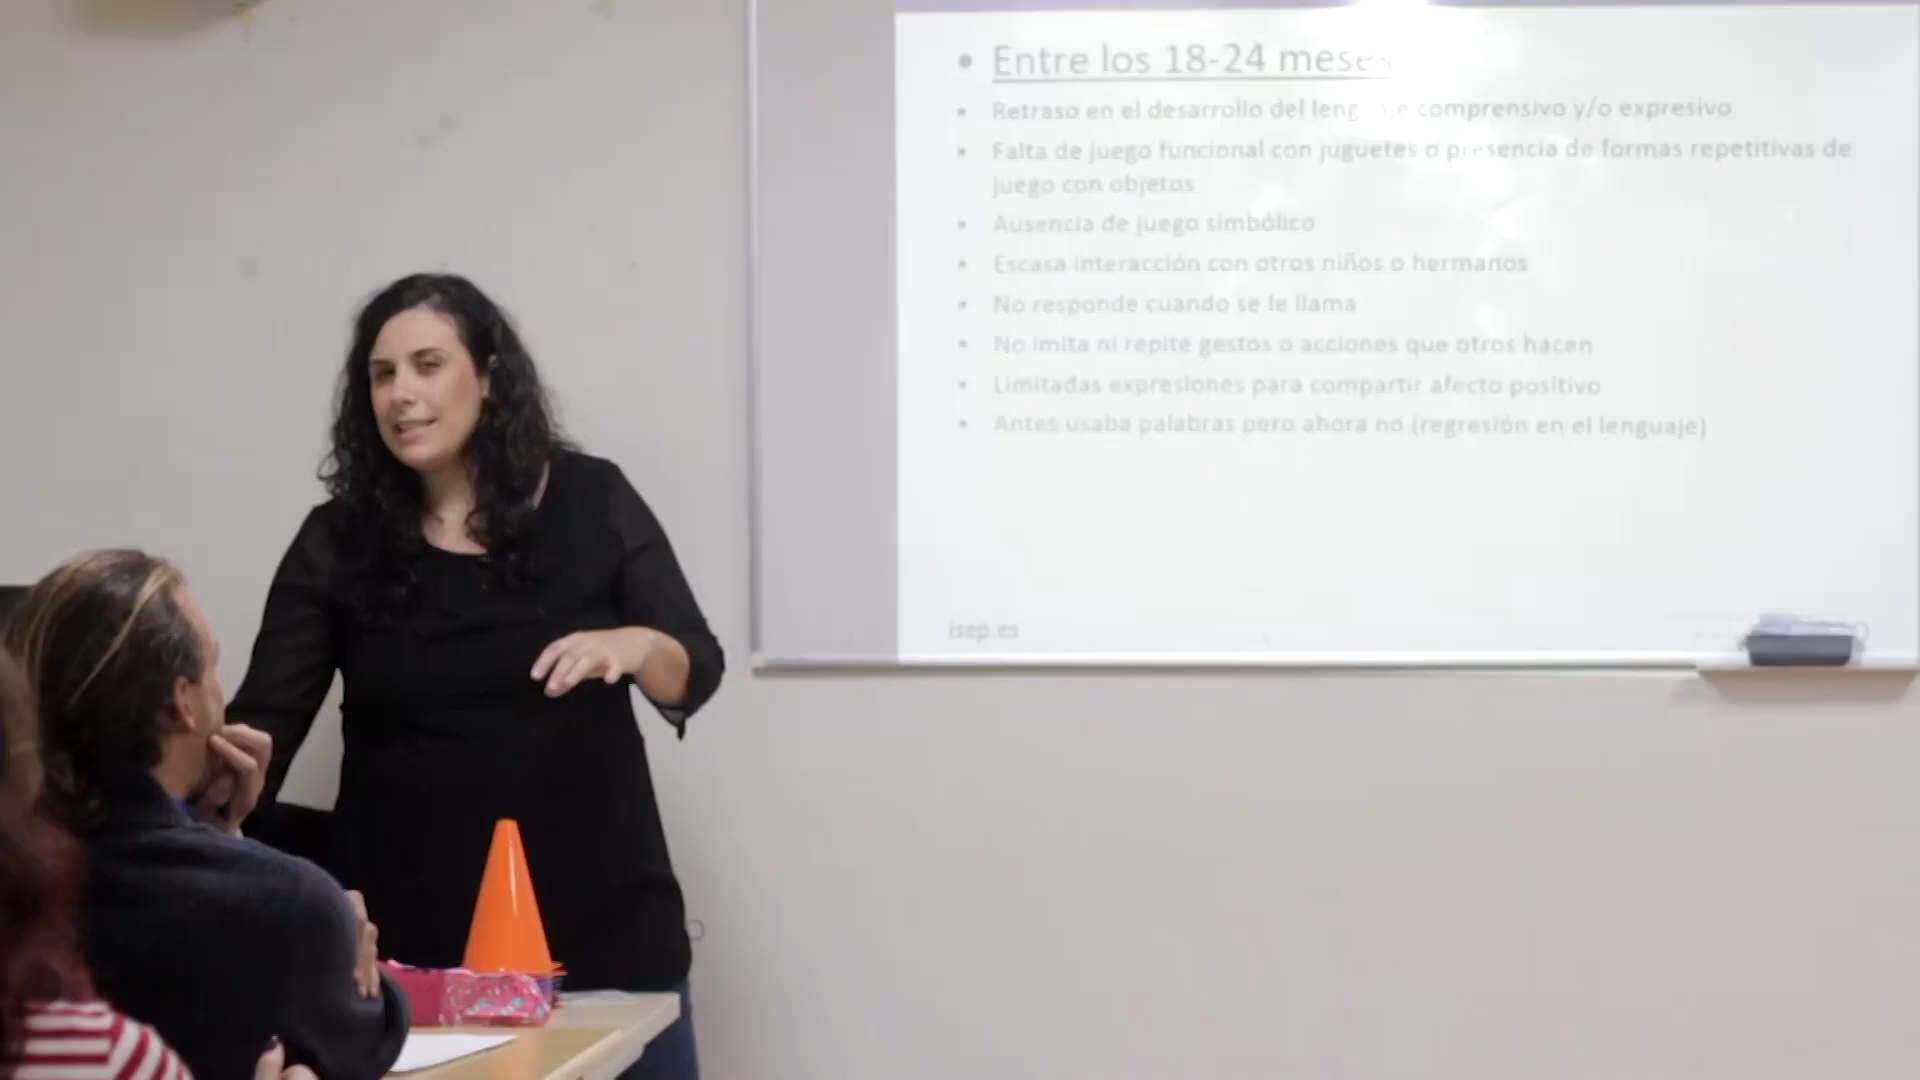 • Entre los 18-24 meses
• Retraso en el desarrollo del lenguaje comprensivo y/o expresivo
• Falta de juego funcional con juguetes o presencia de formas repetitivas de
juego con objetos
• Ausencia de juego simbólico
• Escasa interacción con otros niños o hermanos
• No responde cuando se le llama
• No imita ni repite gestos o acciones que otros hacen
• Limitadas expresiones para compartir afecto positivo
• Antes usaba palabras pero ahora no (regresión en el lenguaje)
isep.es